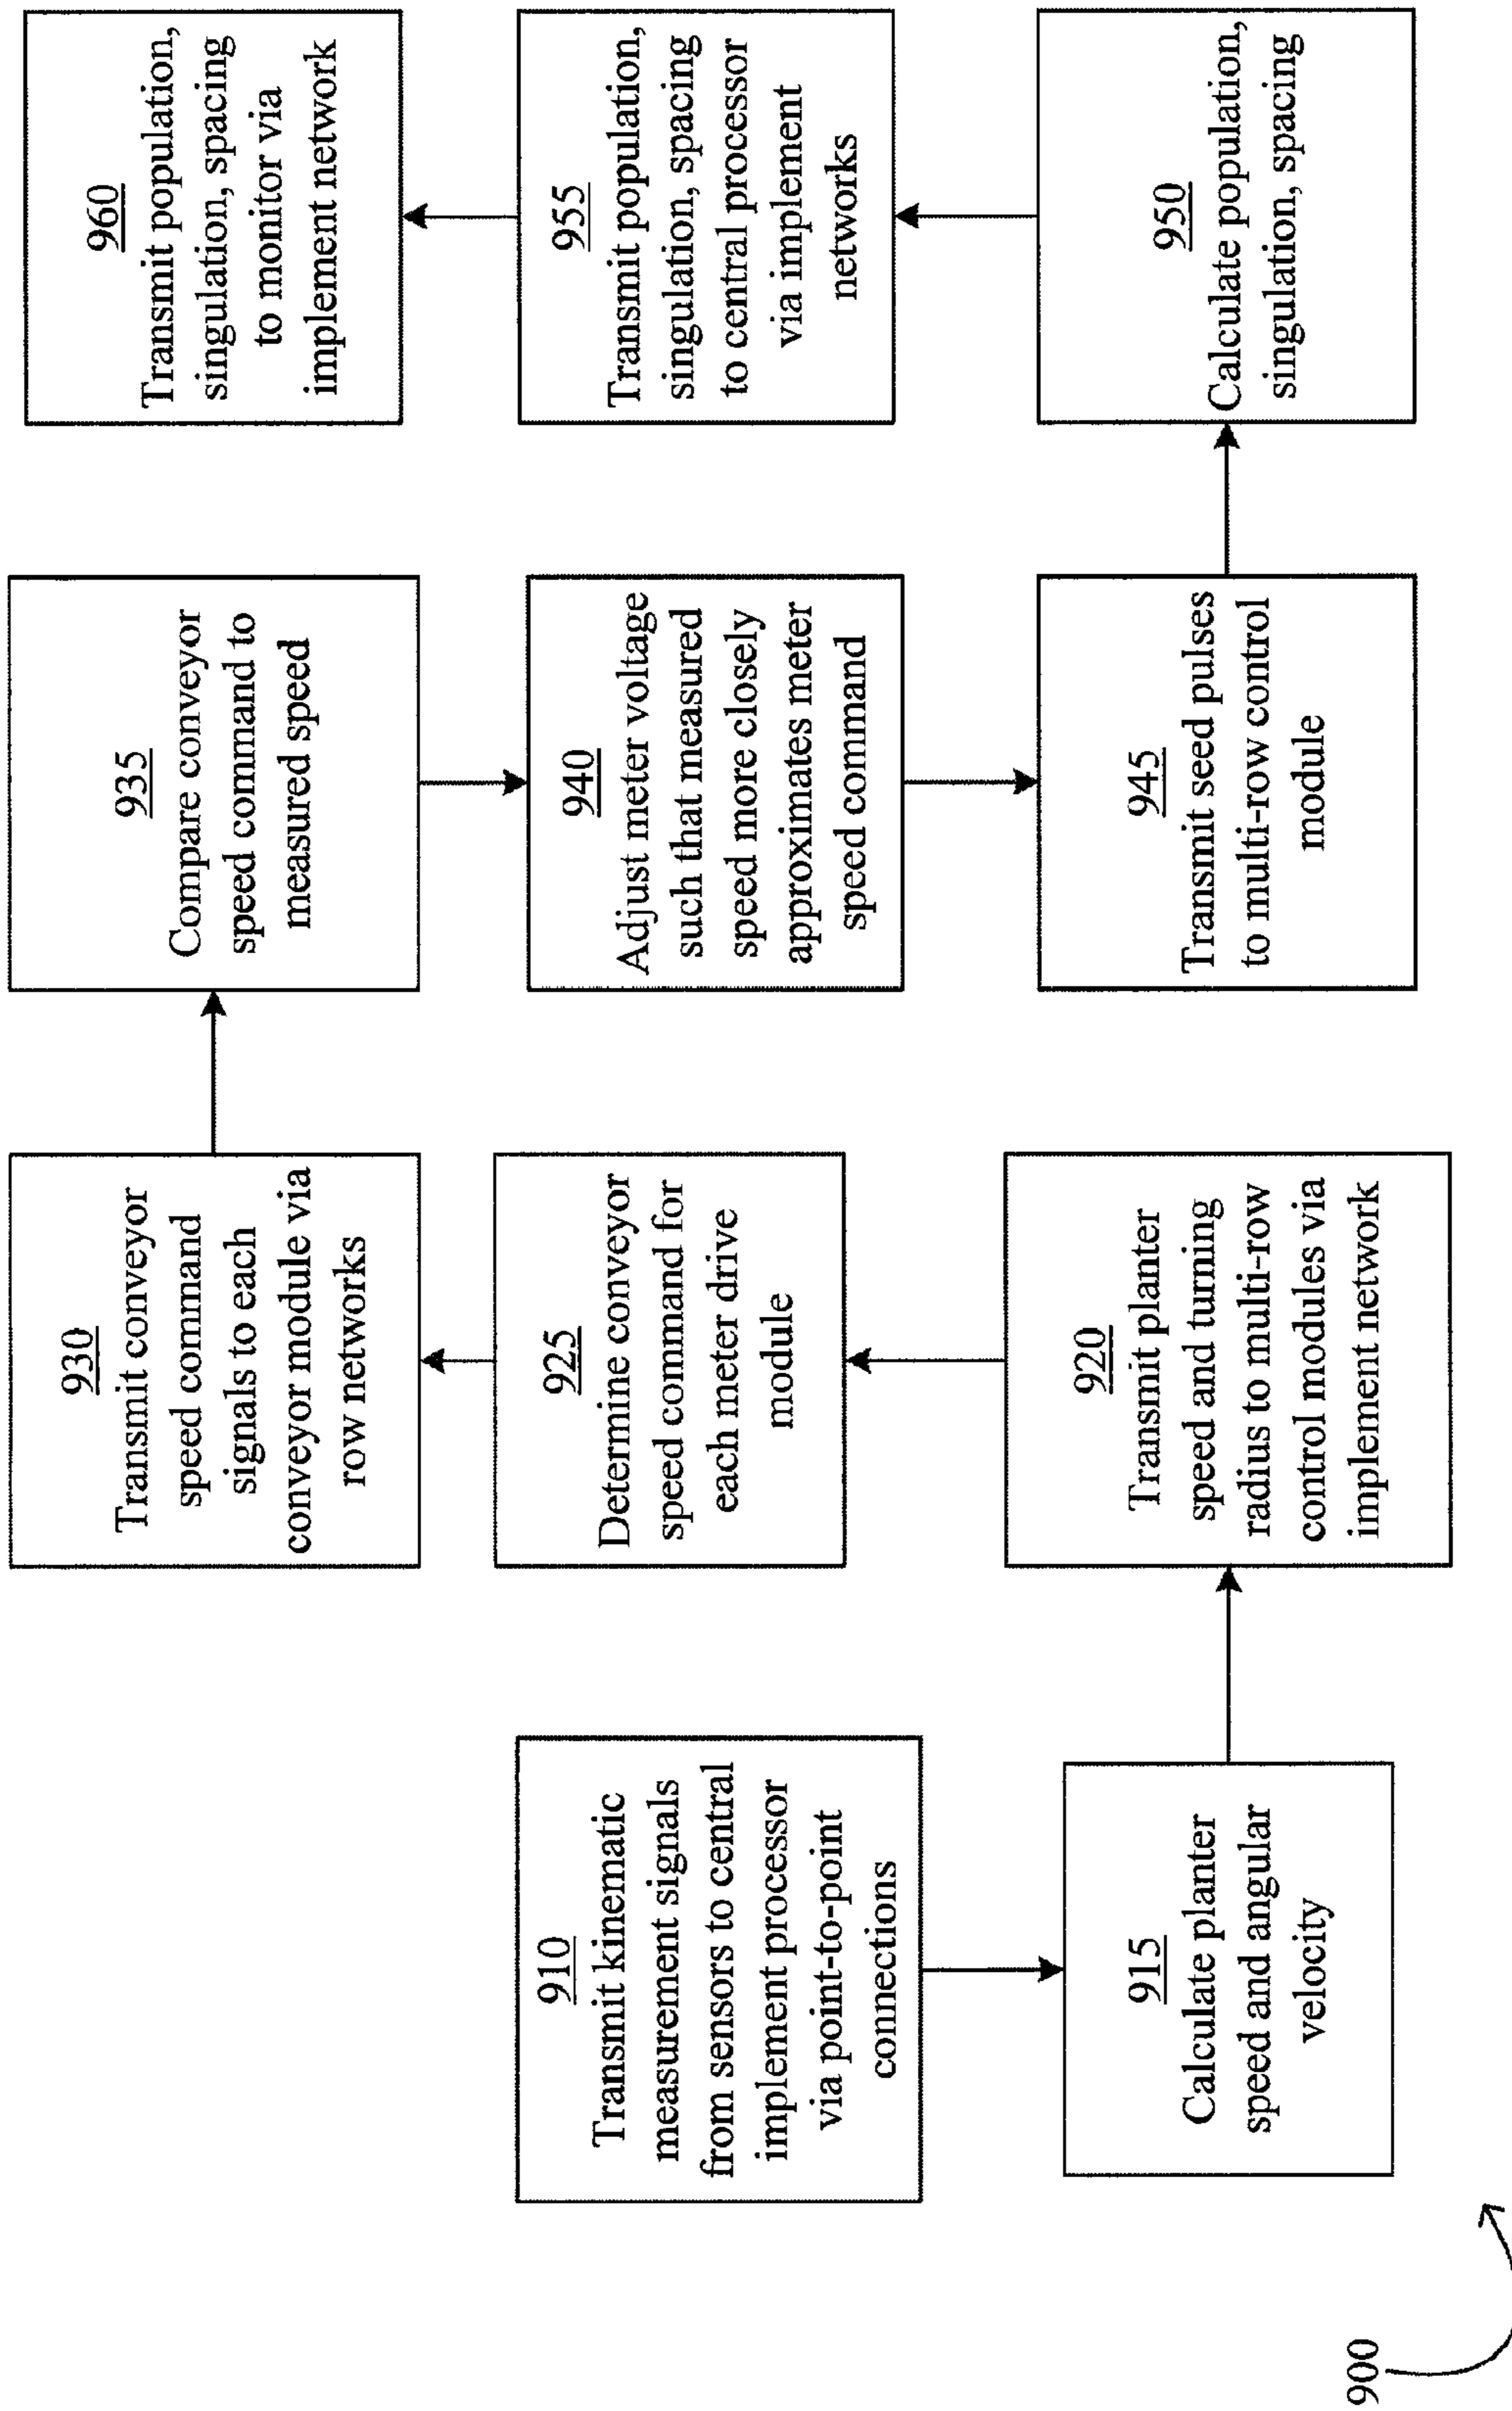 910
Transmit kinematic
measurement signals
from sensors to central
implement processor
via point-to-point
connections
915
Calculate planter
speed and angular
velocity
920
Transmit planter
speed and turning
radius to multi-row
control modules via
implement network
925
Determine conveyor
speed command for
each meter drive
module
930
Transmit conveyor
speed command
signals to each
conveyor module via
row networks
935
Compare conveyor
speed command to
measured speed
940
Adjust meter voltage
such that measured
speed more closely
approximates meter
speed command
945
Transmit seed pulses
to multi-row control
module
950
Calculate population,
singulation, spacing
955
Transmit population,
singulation, spacing
to central processor
via implement
networks
960
Transmit population,
singulation, spacing
to monitor via
implement network
900